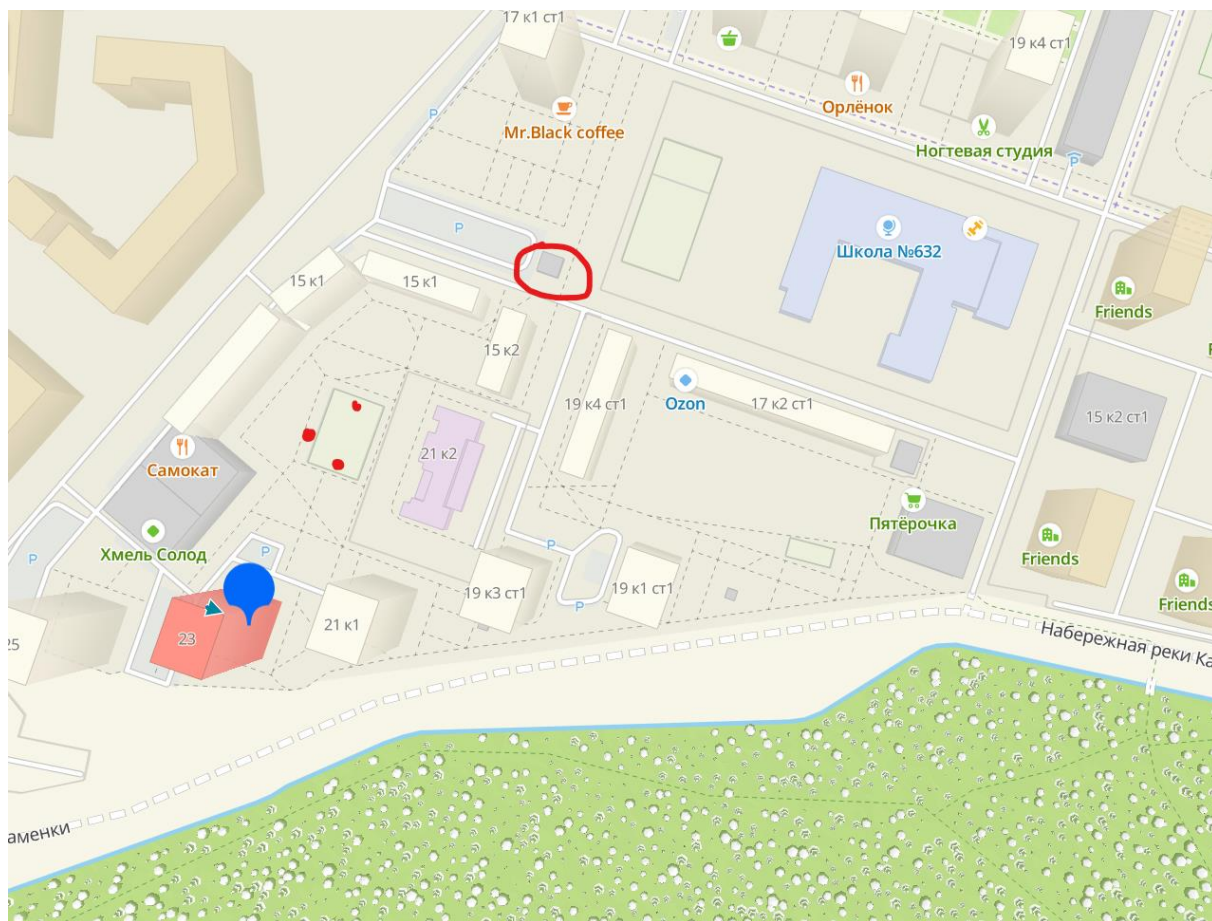 17 к1 ст1
19 к4 ст1
Орлёнок
Mr.Black coffee
Ногтевая студия
P
P
P
Школа №632
15 к1
15 к1
Friends
15 к2
Ozon
19 к4 ст1
17 к2 ст1
15 к2 ст1
21 к2
Самокат
Пятёрочка
Хмель Солод
P
P
P
Friends
19 к3 ст1
19 к1 ст1
Friends
P
21 к1
23
25
Набережная реки Ка
аменки